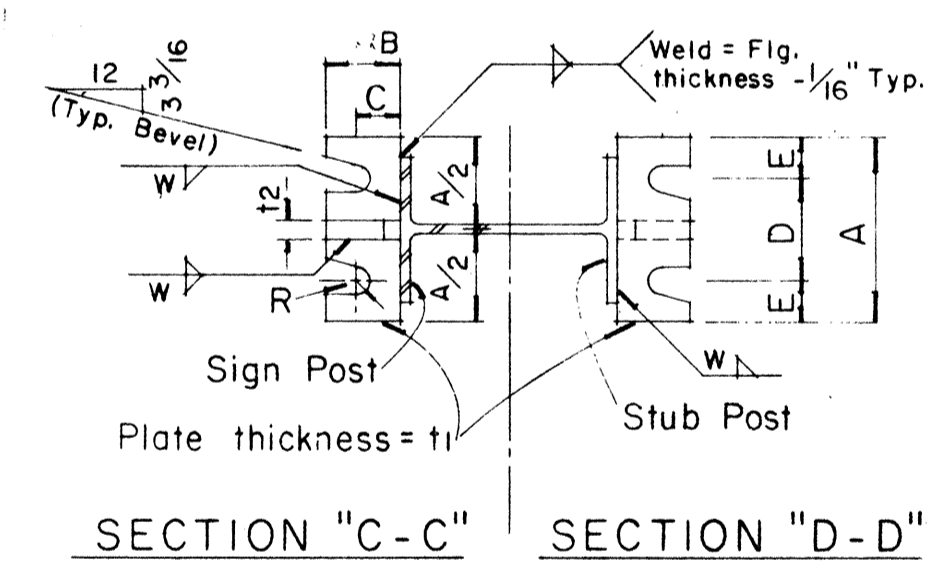 B
12
3 3/16
(Typ. Bevel)
C
Weld = Flg.
thickness -1/16" Typ.
W
t2
A/2
A/2
E
D
E
A
W
R
W
Sign Post
Stub Post
Plate thickness = t1
SECTION "C-C"
SECTION "D-D"